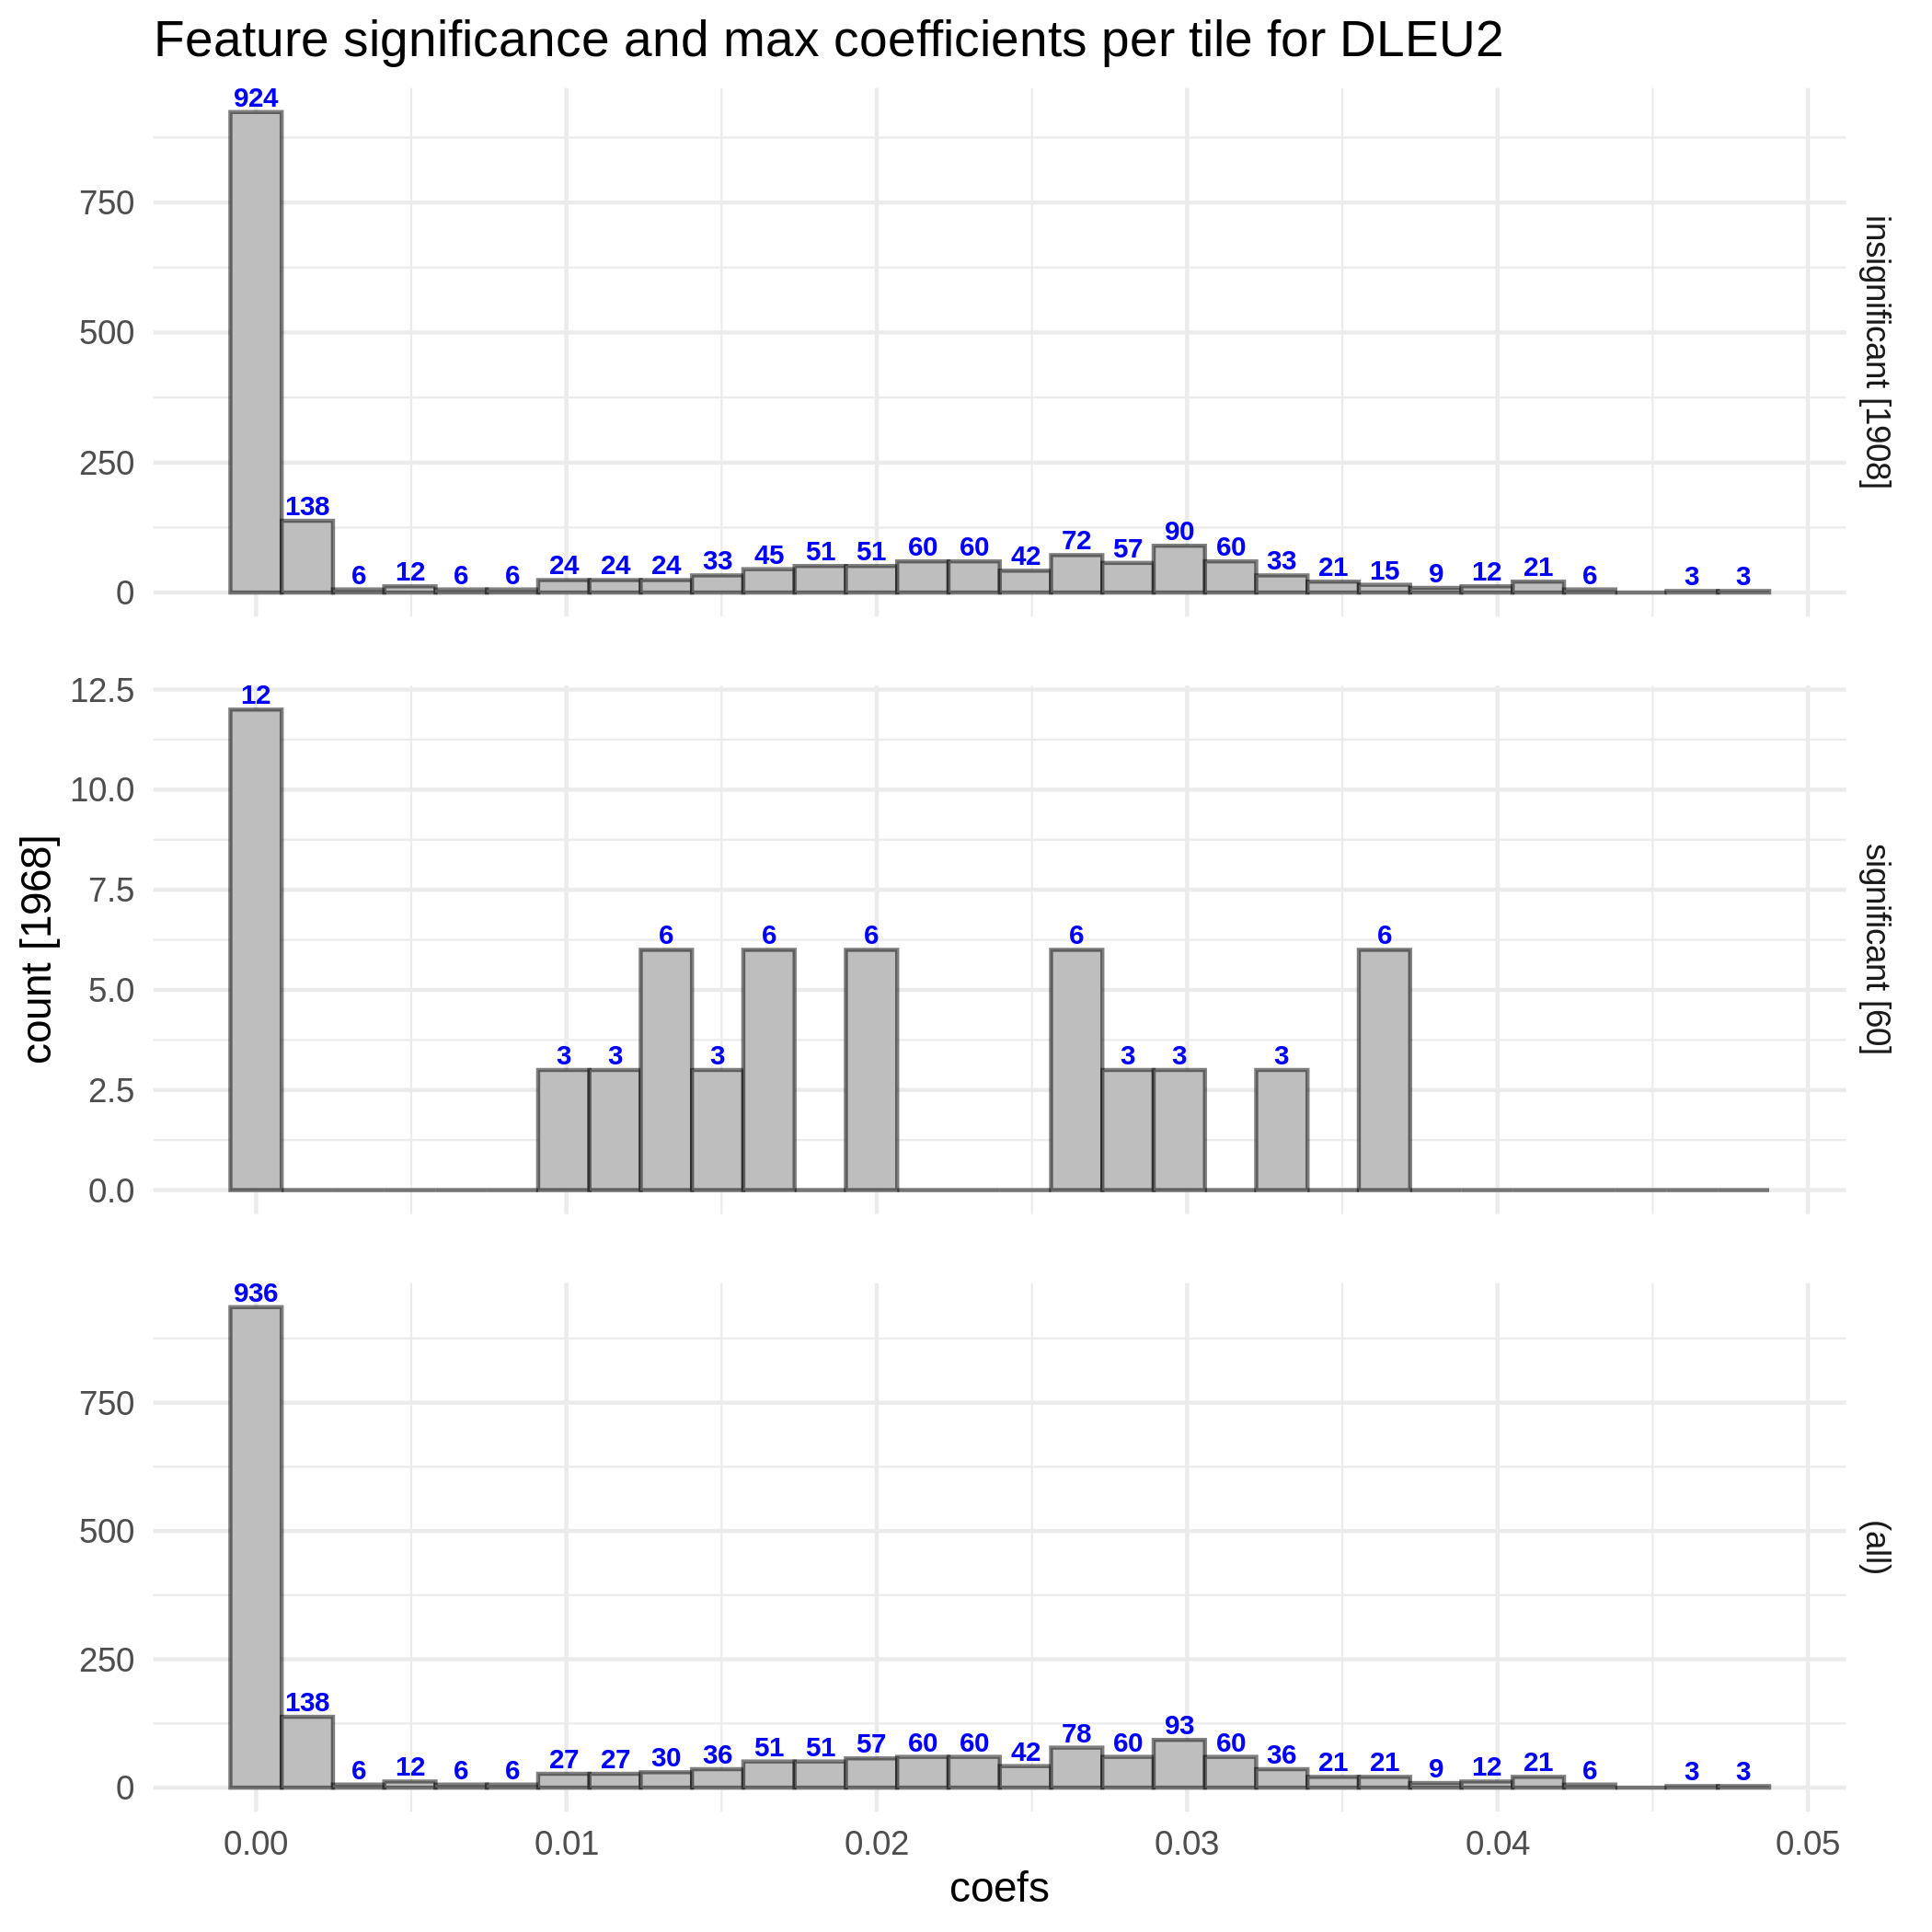 Feature significance and max coefficients per tile for DLEU2
924
750
500
250
0
138
6 12 6 6 24 24 24 33 45 51 51 60 60 42 72 57 90 60 33 21 15 9 12 21 6 3 3
insignificant [1908]
count [1968]
12.5
10.0
7.5
5.0
2.5
0.0
12
3 3 6 3 6 6 6 3 3 3 6
significant [60]
936
750
500
250
0
138
6 12 6 6 27 27 30 36 51 51 57 60 60 42 78 60 93 60 36 21 21 9 12 21 6 3 3
(all)
0.00 0.01 0.02 0.03 0.04 0.05
coefs